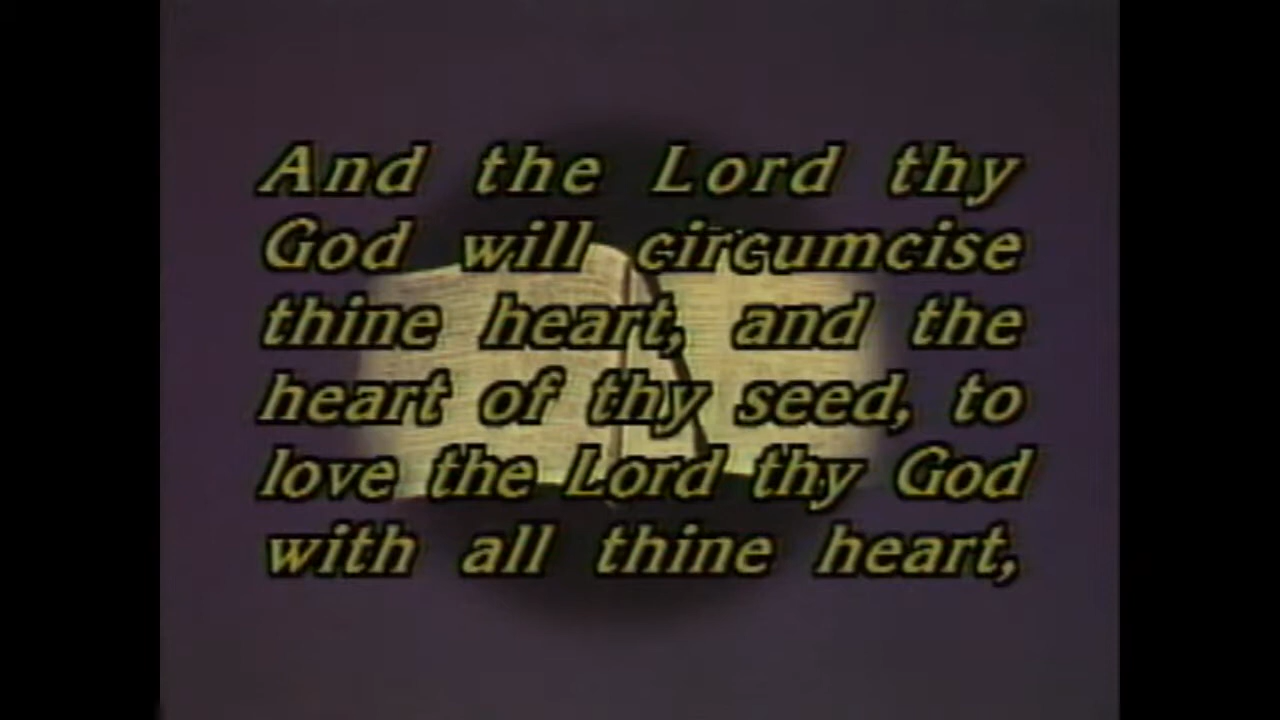 And the Lord thy
God will circumcise
thine heart, and the
heart of thy seed, to
love the Lord thy God
with all thine heart,